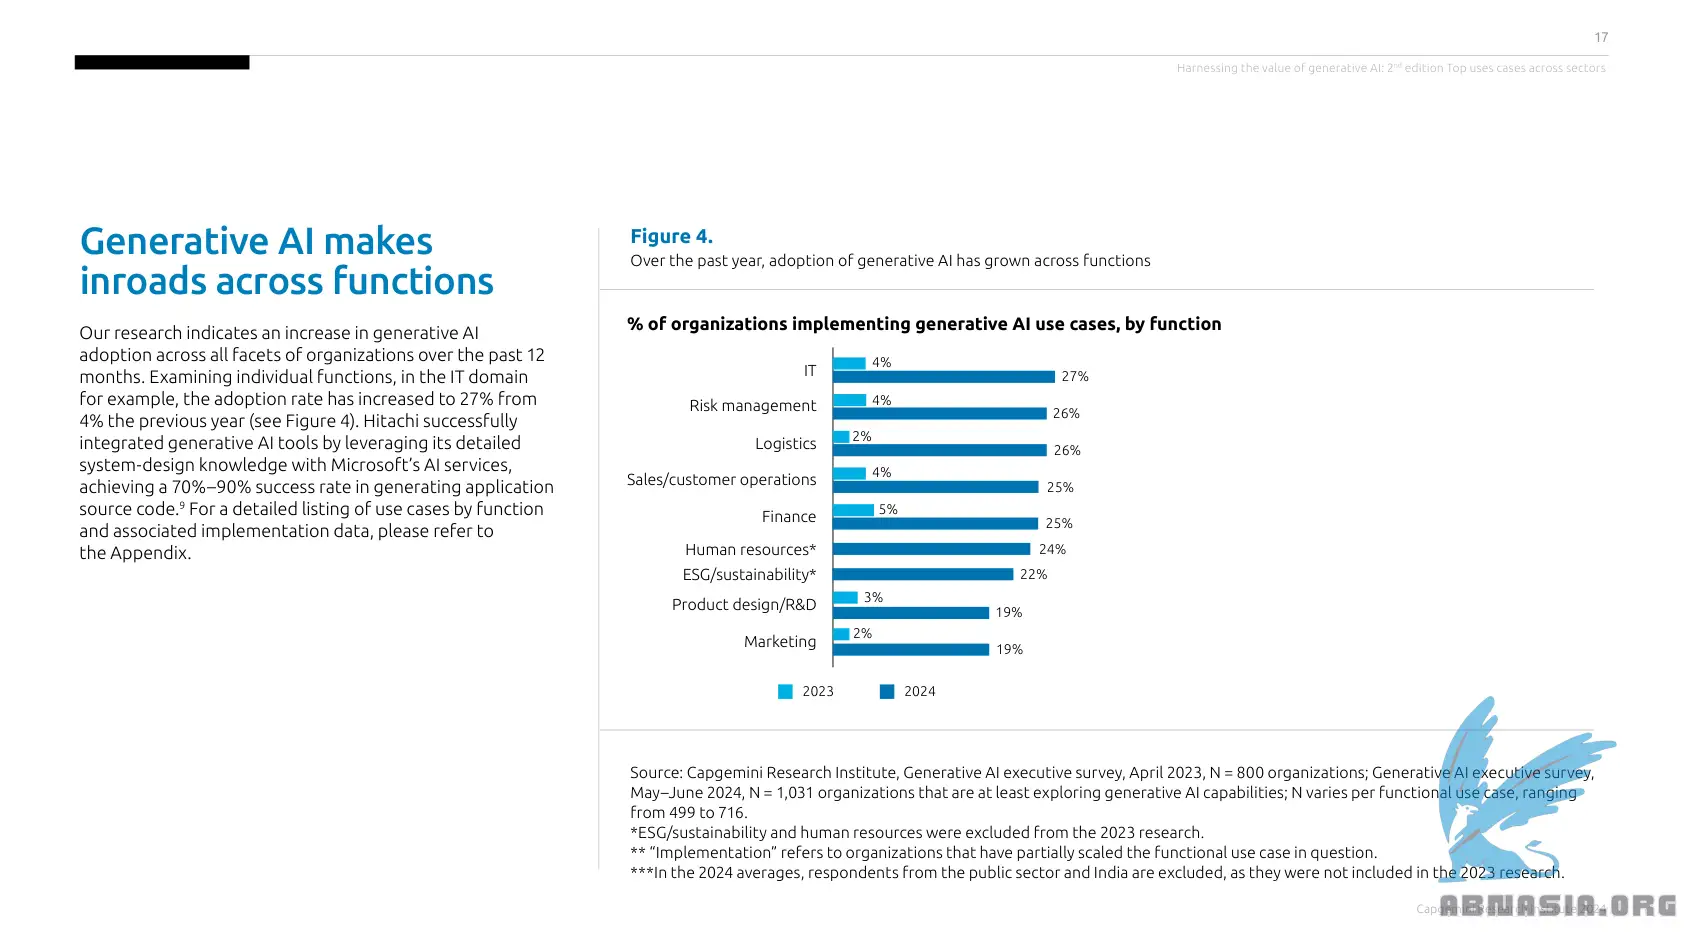 17
Harnessing the value of generative AI: 2nd edition Top uses cases across sectors
Generative AI makes
inroads across functions
Our research indicates an increase in generative AI
adoption across all facets of organizations over the past 12
months. Examining individual functions, in the IT domain
for example, the adoption rate has increased to 27% from
4% the previous year (see Figure 4). Hitachi successfully
integrated generative AI tools by leveraging its detailed
system-design knowledge with Microsoft’s AI services,
achieving a 70%–90% success rate in generating application
source code.9 For a detailed listing of use cases by function
and associated implementation data, please refer to
the Appendix.
Figure 4.
Over the past year, adoption of generative AI has grown across functions
% of organizations implementing generative AI use cases, by function
IT 4% 27%
Risk management 4% 26%
Logistics 2% 26%
Sales/customer operations 4% 25%
Finance 5% 25%
Human resources* 24%
ESG/sustainability* 22%
Product design/R&D 3% 19%
Marketing 2% 19%
2023 2024
Source: Capgemini Research Institute, Generative AI executive survey, April 2023, N = 800 organizations; Generative AI executive survey,
May–June 2024, N = 1,031 organizations that are at least exploring generative AI capabilities; N varies per functional use case, ranging
from 499 to 716.
*ESG/sustainability and human resources were excluded from the 2023 research.
** “Implementation” refers to organizations that have partially scaled the functional use case in question.
***In the 2024 averages, respondents from the public sector and India are excluded, as they were not included in the 2023 research.
Capgemini Research Institute 2024
ABNASIA.ORG